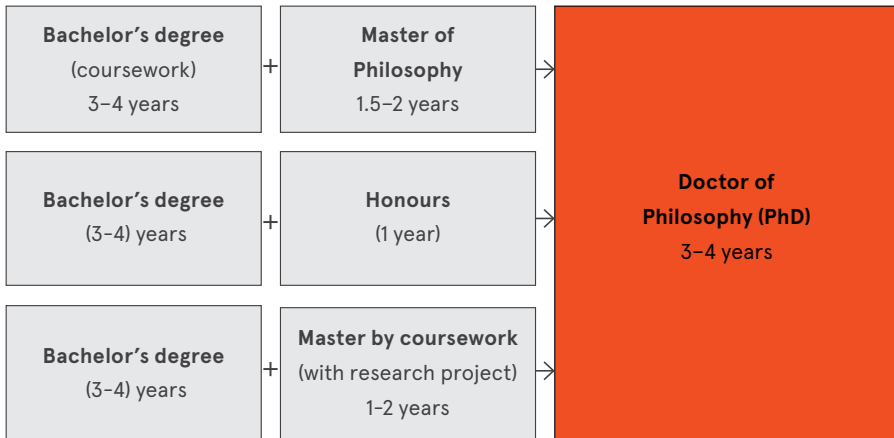 Bachelor's degree
(coursework)
3–4 years
+
Master of
Philosophy
1.5–2 years
Bachelor's degree
(3-4) years
+
Honours
(1 year)
Bachelor's degree
(3-4) years
+
Master by coursework
(with research project)
1-2 years
Doctor of
Philosophy (PhD)
3–4 years